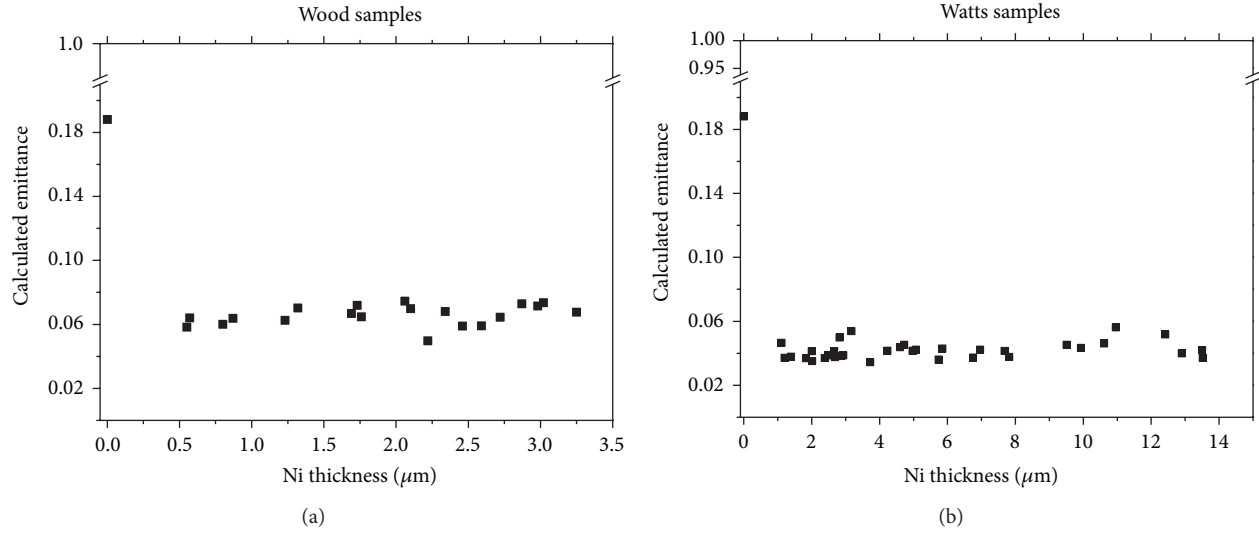 Wood samples
1.0
0.18
0.14
0.10
0.06
0.02
Calculated emittance
0.0 0.5 1.0 1.5 2.0 2.5 3.0 3.5
Ni thickness (μm)
(a)
Watts samples
1.00
0.95
0.18
0.14
0.10
0.06
0.02
Calculated emittance
0 2 4 6 8 10 12 14
Ni thickness (μm)
(b)